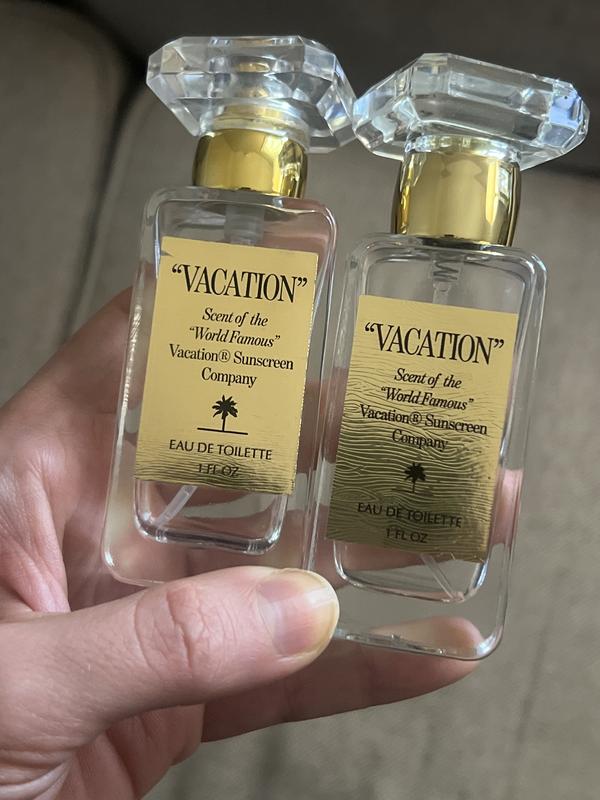 “VACATION”
Scent of the
“World Famous”
Vacation® Sunscreen
Company
EAU DE TOILETTE
1 FL OZ
“VACATION”
Scent of the
“World Famous”
Vacation® Sunscreen
Company
EAU DE TOILETTE
1 FL OZ